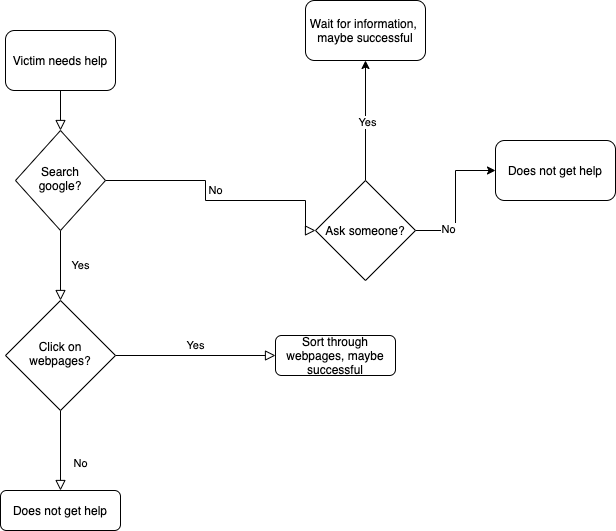 Wait for information,
maybe successful
Victim needs help
Yes
Search
google?
No
Does not get help
Ask someone?
No
Yes
Click on
webpages?
Yes
Sort through
webpages, maybe
successful
No
Does not get help